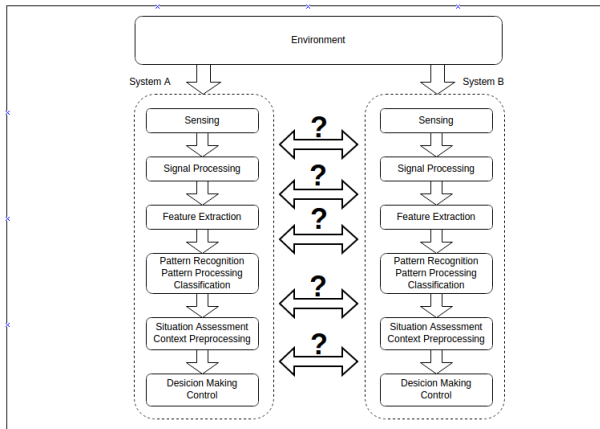 Environment
System A
System B
Sensing
?
Sensing
Signal Processing
?
Signal Processing
Feature Extraction
?
Feature Extraction
Pattern Recognition
Pattern Processing
Classification
?
Pattern Recognition
Pattern Processing
Classification
Situation Assessment
Context Preprocessing
?
Situation Assessment
Context Preprocessing
Desicion Making
Control
Desicion Making
Control